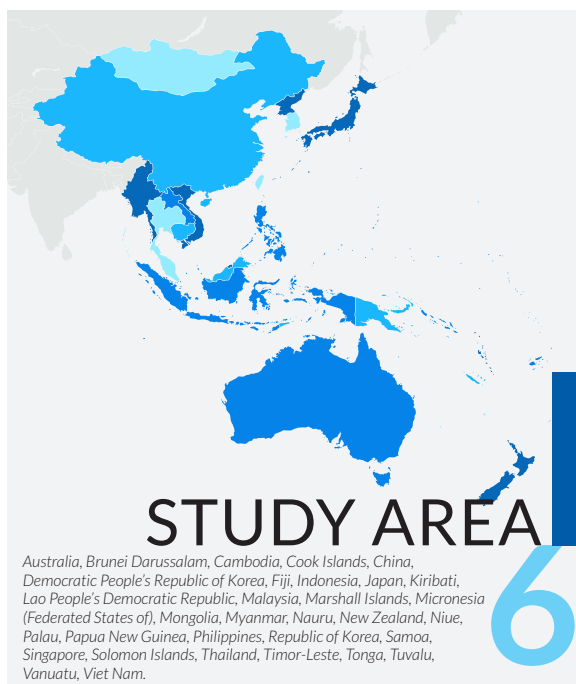 STUDY AREA
6
Australia, Brunei Darussalam, Cambodia, Cook Islands, China,
Democratic People's Republic of Korea, Fiji, Indonesia, Japan, Kiribati,
Lao People's Democratic Republic, Malaysia, Marshall Islands, Micronesia
(Federated States of), Mongolia, Myanmar, Nauru, New Zealand, Niue,
Palau, Papua New Guinea, Philippines, Republic of Korea, Samoa,
Singapore, Solomon Islands, Thailand, Timor-Leste, Tonga, Tuvalu,
Vanuatu, Viet Nam.